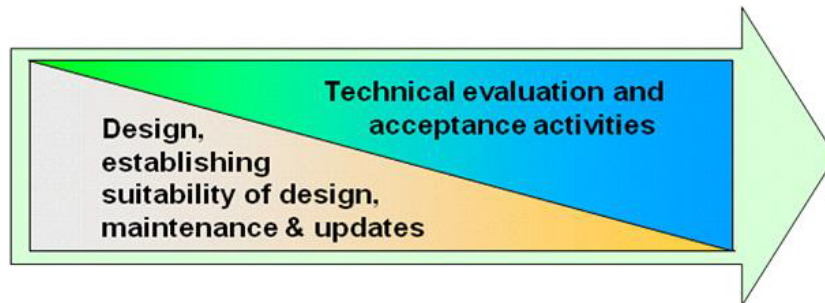 Technical evaluation and
acceptance activities
Design,
establishing
suitability of design,
maintenance & updates